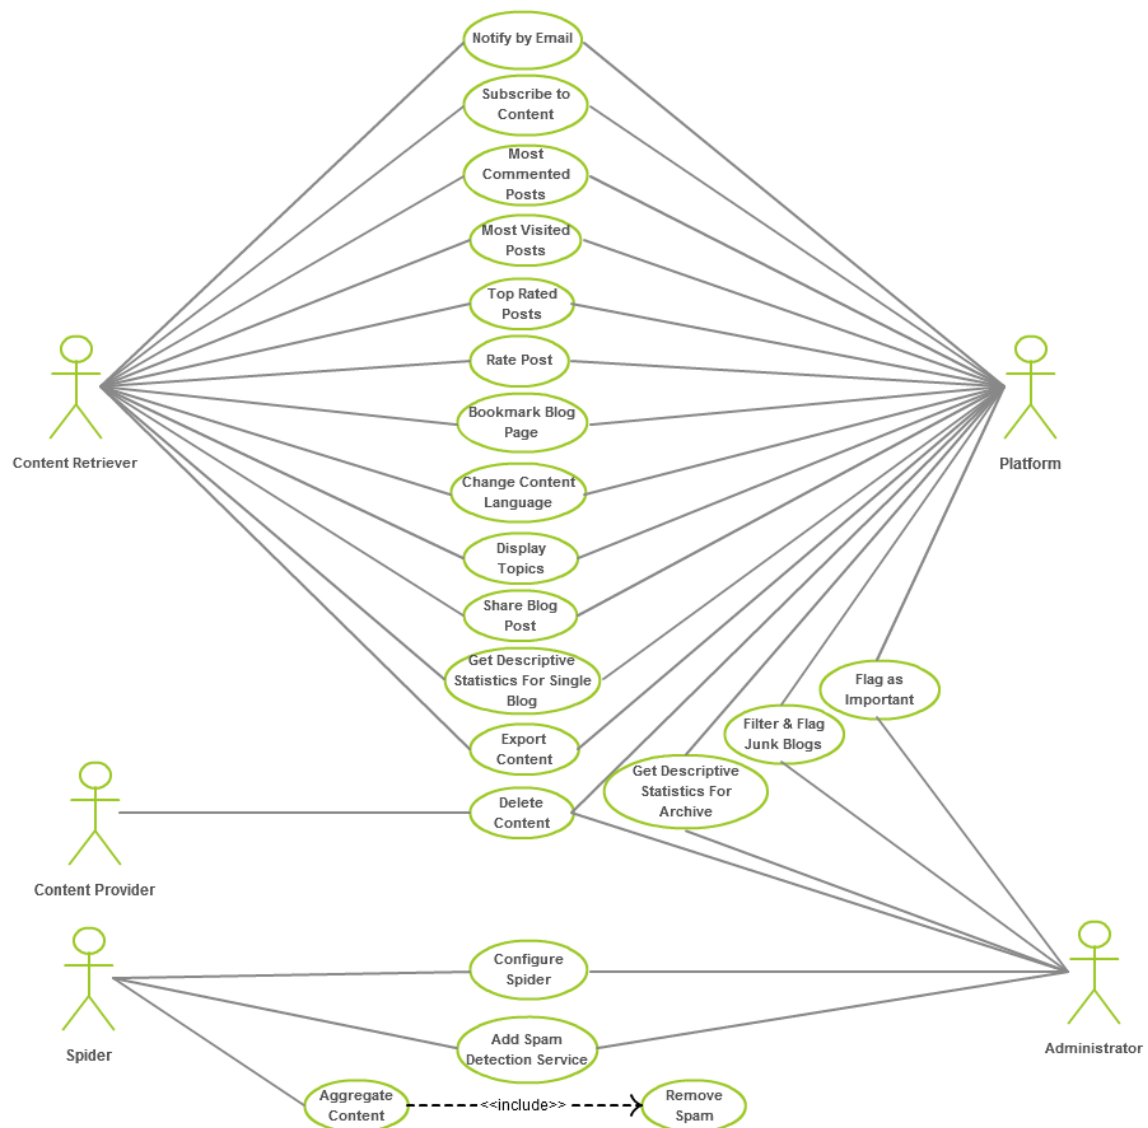 Notify by Email
Subscribe to
Content
Most
Commented
Posts
Most Visited
Posts
Top Rated
Posts
Rate Post
Bookmark Blog
Page
Content Retriever
Platform
Change Content
Language
Display
Topics
Share Blog
Post
Get Descriptive
Statistics For Single
Blog
Flag as
Important
Filter & Flag
Junk Blogs
Export
Content
Get Descriptive
Statistics For
Archive
Delete
Content
Content Provider
Configure
Spider
Spider
Add Spam
Detection Service
Administrator
Aggregate
Content
<<include>>
Remove
Spam